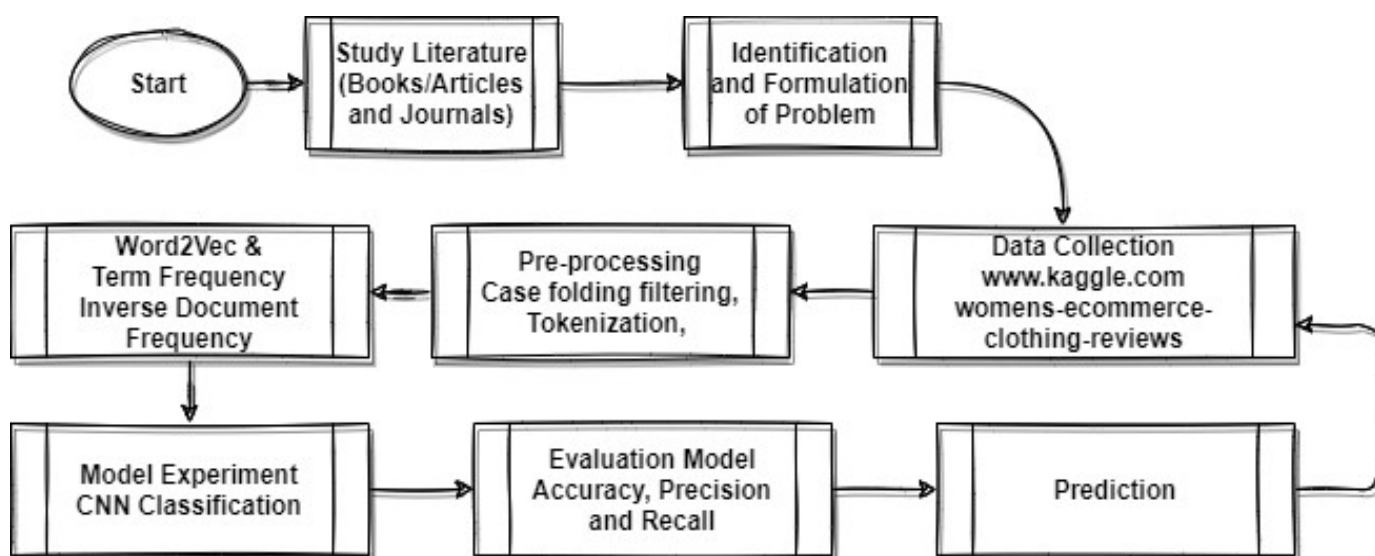 Start
Study Literature
(Books/Articles
and Journals)
Identification
and Formulation
of Problem
Data Collection
www.kaggle.com
womens-ecommerce-
clothing-reviews
Pre-processing
Case folding filtering,
Tokenization,
Word2Vec &
Term Frequency
Inverse Document
Frequency
Model Experiment
CNN Classification
Evaluation Model
Accuracy, Precision
and Recall
Prediction